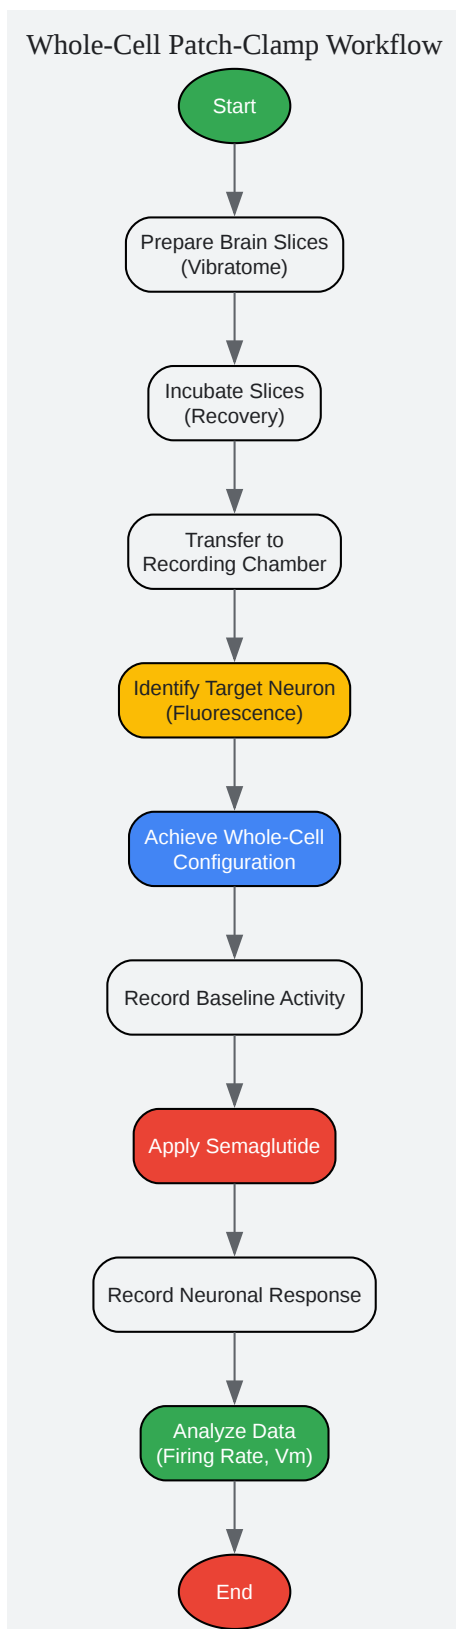 Whole-Cell Patch-Clamp Workflow
Start
Prepare Brain Slices
(Vibratome)
Incubate Slices
(Recovery)
Transfer to
Recording Chamber
Identify Target Neuron
(Fluorescence)
Achieve Whole-Cell
Configuration
Record Baseline Activity
Apply Semaglutide
Record Neuronal Response
Analyze Data
(Firing Rate, Vm)
End